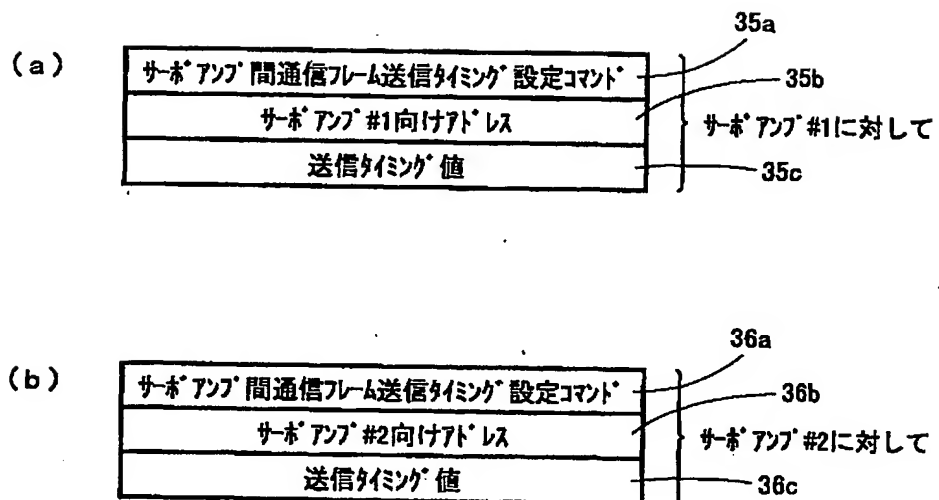 35a
(a)
サーボアンプ間通信フレーム送信タイミング設定コマンド
35b
サーボアンプ#1向けアドレス
サーボアンプ#1に対して
送信タイミング値
35c
36a
(b)
サーボアンプ間通信フレーム送信タイミング設定コマンド
36b
サーボアンプ#2向けアドレス
サーボアンプ#2に対して
送信タイミング値
36c